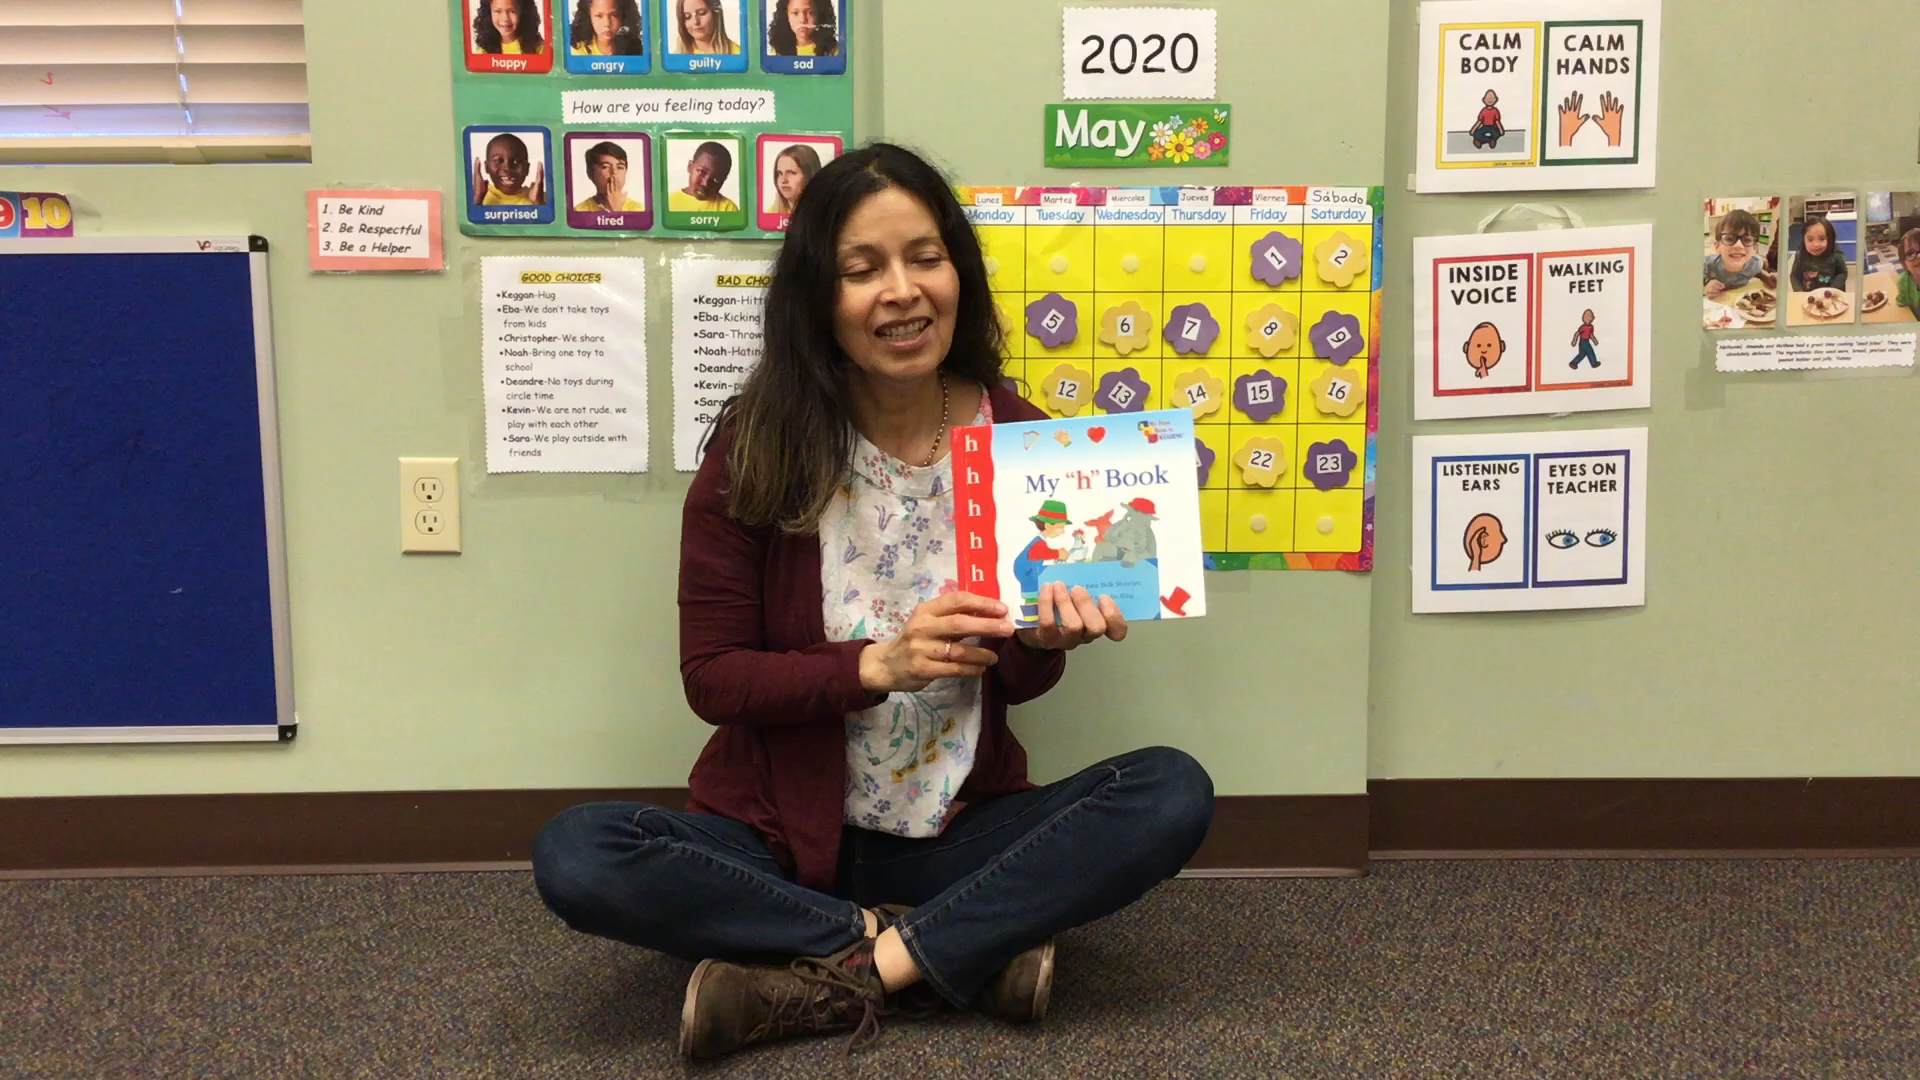 happy
angry
guilty
sad
How are you feeling today?
surprised
tired
sorry
10
1. Be Kind
2. Be Respectful
3. Be a Helper
GOOD CHOICES
•Keggan-Hug
•Eba-We don't take toys
from kids
•Christopher-We share
•Noah-Bring one toy to
school
•Deandre-No toys during
circle time
•Kevin-We are not rude, we
play with each other
•Sara-We play outside with
friends
BAD CHO
•Keggan-Hitt
•Eba-Kicking
•Sara-Throw
•Noah-Hatin
•Deandre-S
•Kevin-pu
•Sara
•Eb
2020
May
Lunes Martes Miercoles Jueves Viernes Sábado
Monday Tuesday Wednesday Thursday Friday Saturday
1 2
5 6 7 8 9
12 13 14 15 16
22 23
h
h
h
h
h
My "h" Book
CALM
BODY
CALM
HANDS
INSIDE
VOICE
WALKING
FEET
LISTENING
EARS
EYES ON
TEACHER